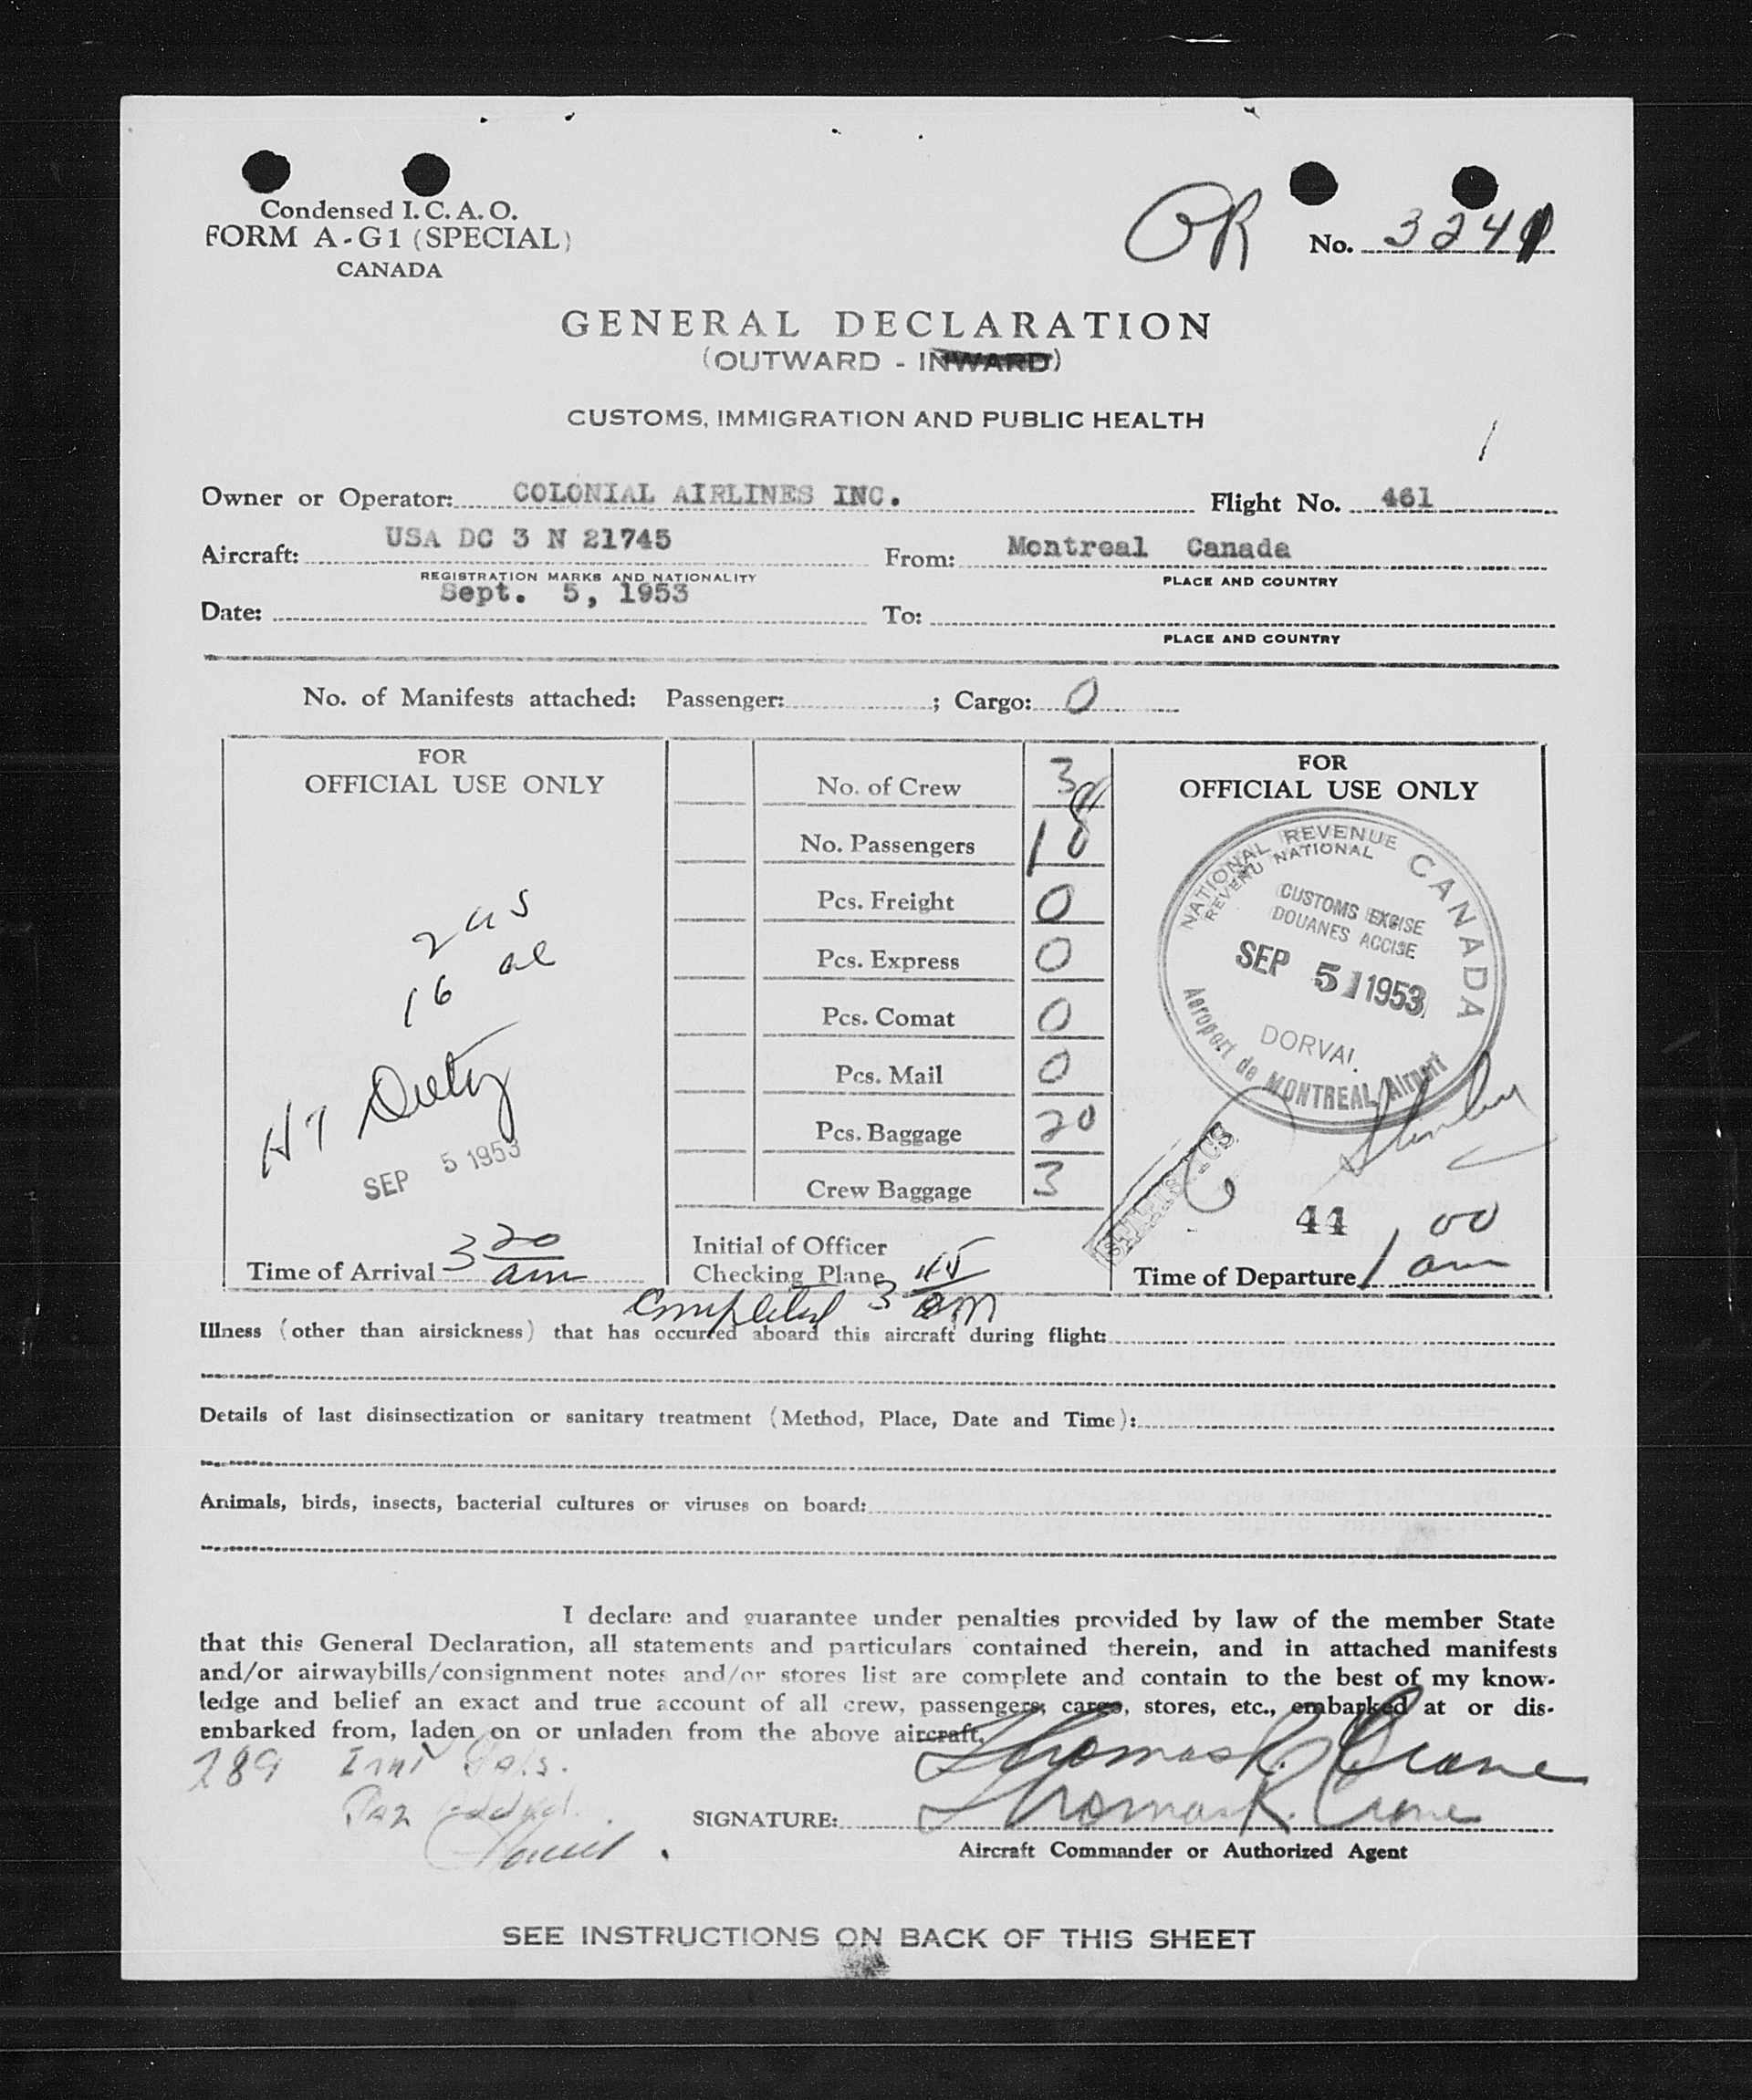 Condensed I. C. A. O.
FORM A-G1 (SPECIAL)
CANADA
OR
No. 324
GENERAL DECLARATION
(OUTWARD - INWARD)
CUSTOMS, IMMIGRATION AND PUBLIC HEALTH
Owner or Operator: COLONIAL AIRLINES INC. Flight No. 461
Aircraft: USA DC 3 N 21745 From: Montreal Canada
REGISTRATION MARKS AND NATIONALITY PLACE AND COUNTRY
Date: Sept. 5, 1953 To:
PLACE AND COUNTRY
No. of Manifests attached: Passenger: ; Cargo: 0
FOR
OFFICIAL USE ONLY
2 us
16 al
SEP 5 1953
Time of Arrival 3 20 am
No. of Crew 3
No. Passengers 18
Pcs. Freight 0
Pcs. Express 0
Pcs. Comat 0
Pcs. Mail 0
Pcs. Baggage 20
Crew Baggage 3
Initial of Officer
Checking Plane
Completed 3 45 am
FOR
OFFICIAL USE ONLY
NATIONAL REVENUE CANADA
REVENU NATIONAL
CUSTOMS EXCISE
DOUANES ACCISE
SEP 5 1953
DORVAL
Aeroport de MONTREAL Airport
44
Time of Departure 1 00 am
Illness (other than airsickness) that has occurred aboard this aircraft during flight:
Details of last disinsectization or sanitary treatment (Method, Place, Date and Time):
Animals, birds, insects, bacterial cultures or viruses on board:
I declare and guarantee under penalties provided by law of the member State
that this General Declaration, all statements and particulars contained therein, and in attached manifests
and/or airwaybills/consignment notes and/or stores list are complete and contain to the best of my know-
ledge and belief an exact and true account of all crew, passengers, cargo, stores, etc., embarked at or dis-
embarked from, laden on or unladen from the above aircraft.
Thomas K. Crane
289
SIGNATURE: Thomas K. Crane
Aircraft Commander or Authorized Agent
SEE INSTRUCTIONS ON BACK OF THIS SHEET